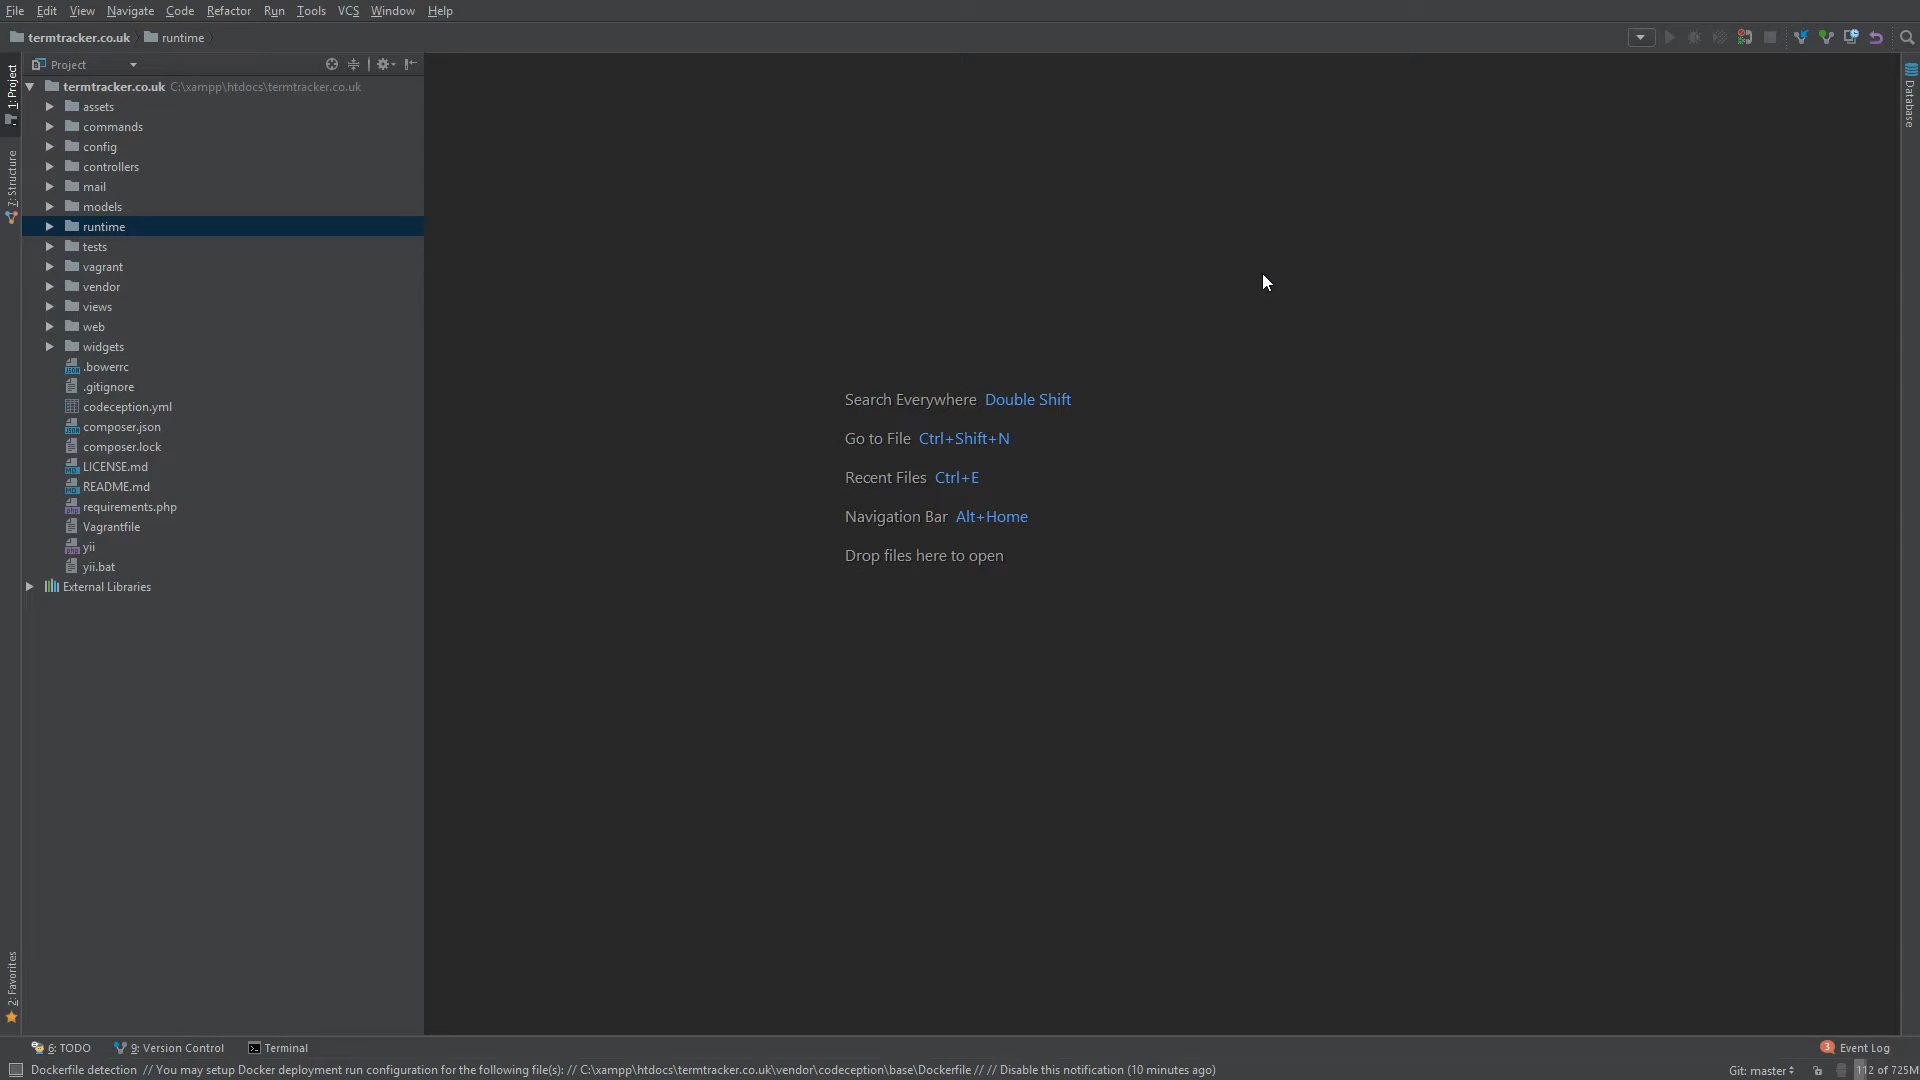 File Edit View Navigate Code Refactor Run Tools VCS Window Help
termtracker.co.uk runtime
Project
termtracker.co.uk C:\xampp\htdocs\termtracker.co.uk
assets
commands
config
controllers
mail
models
runtime
tests
vagrant
vendor
views
web
widgets
.bowerrc
.gitignore
codeception.yml
composer.json
composer.lock
LICENSE.md
README.md
requirements.php
Vagrantfile
yii
yii.bat
External Libraries
1: Project
7: Structure
2: Favorites
Search Everywhere Double Shift
Go to File Ctrl+Shift+N
Recent Files Ctrl+E
Navigation Bar Alt+Home
Drop files here to open
Database
6: TODO 9: Version Control Terminal
3 Event Log
Dockerfile detection // You may setup Docker deployment run configuration for the following file(s): // C:\xampp\htdocs\termtracker.co.uk\vendor\codeception\base\Dockerfile // // Disable this notification (10 minutes ago)
Git: master 112 of 725M